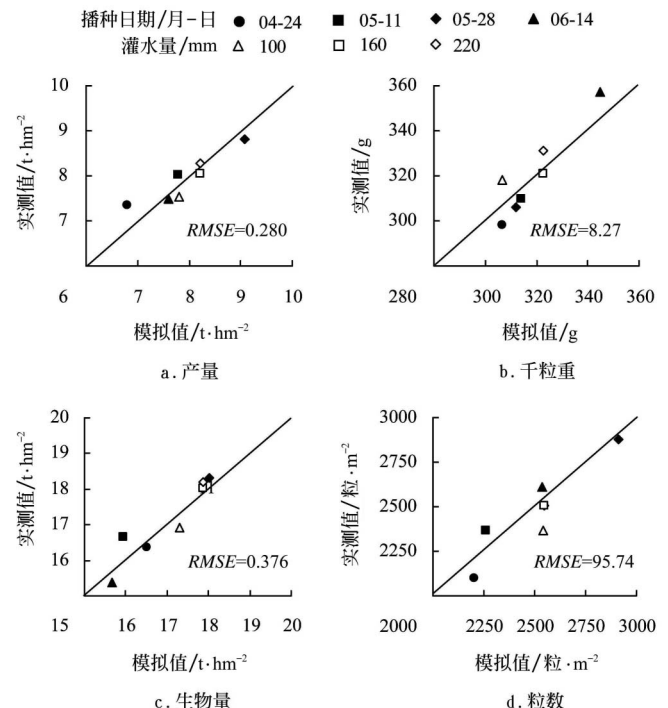 播种日期/月-日 ● 04-24 ■ 05-11 ◆ 05-28 ▲ 06-14
灌水量/mm △ 100 □ 160 ◇ 220
10
9
8
7
实测值/t·hm⁻²
RMSE=0.280
6 7 8 9 10
模拟值/t·hm⁻²
a.产量
360
340
320
300
实测值/g
RMSE=8.27
280 300 320 340 360
模拟值/g
b.千粒重
20
19
18
17
16
实测值/t·hm⁻²
RMSE=0.376
15 16 17 18 19 20
模拟值/t·hm⁻²
c.生物量
3000
2750
2500
2250
实测值/粒·m⁻²
RMSE=95.74
2000 2250 2500 2750 3000
模拟值/粒·m⁻²
d.粒数